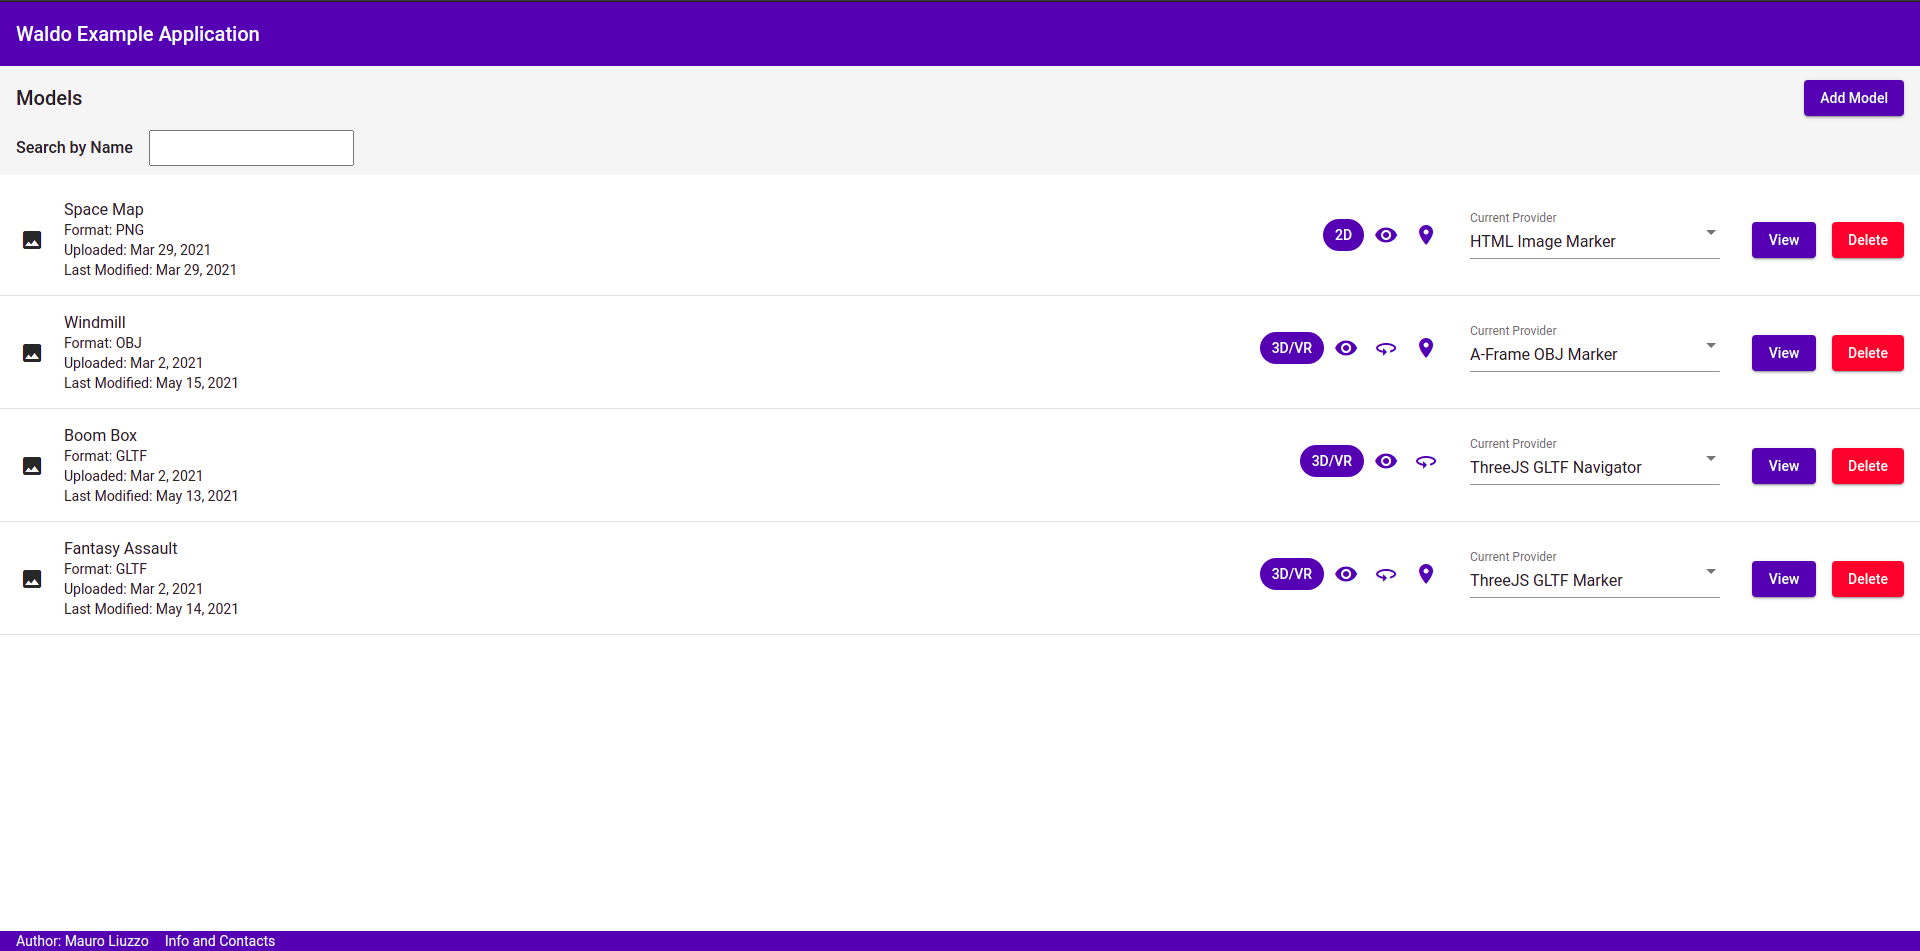 Waldo Example Application
Models
Add Model
Search by Name
Space Map
Format: PNG
Uploaded: Mar 29, 2021
Last Modified: Mar 29, 2021
2D
Current Provider
HTML Image Marker
View
Delete
Windmill
Format: OBJ
Uploaded: Mar 2, 2021
Last Modified: May 15, 2021
3D/VR
Current Provider
A-Frame OBJ Marker
View
Delete
Boom Box
Format: GLTF
Uploaded: Mar 2, 2021
Last Modified: May 13, 2021
3D/VR
Current Provider
ThreeJS GLTF Navigator
View
Delete
Fantasy Assault
Format: GLTF
Uploaded: Mar 2, 2021
Last Modified: May 14, 2021
3D/VR
Current Provider
ThreeJS GLTF Marker
View
Delete
Author: Mauro Liuzzo Info and Contacts